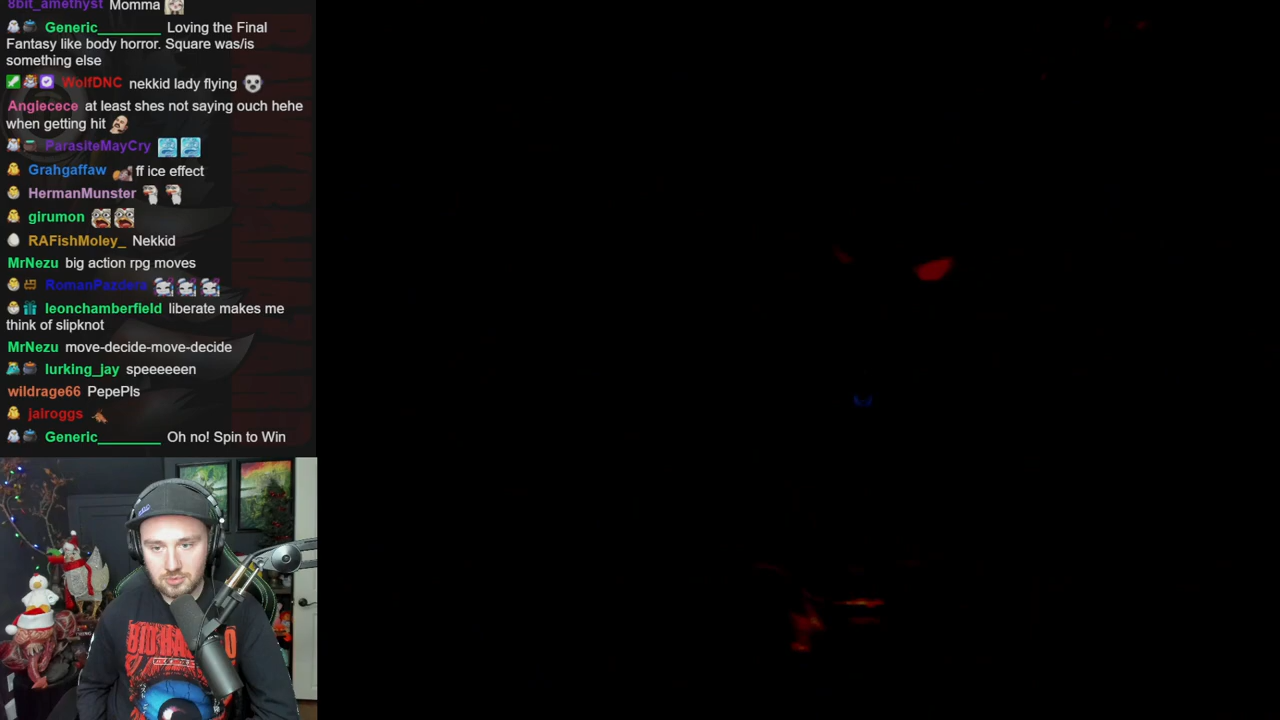 8bit_amethyst Momma
Generic________ Loving the Final
Fantasy like body horror. Square was/is
something else
WolfDNC nekkid lady flying
Anglecece at least shes not saying ouch hehe
when getting hit
ParasiteMayCry
Grahgaffaw ff ice effect
HermanMunster
girumon
RAFishMoley_ Nekkid
MrNezu big action rpg moves
RomanPazdera
leonchamberfield liberate makes me
think of slipknot
MrNezu move-decide-move-decide
lurking_jay speeeeeen
wildrage66 PepePls
jalroggs
Generic________ Oh no! Spin to Win